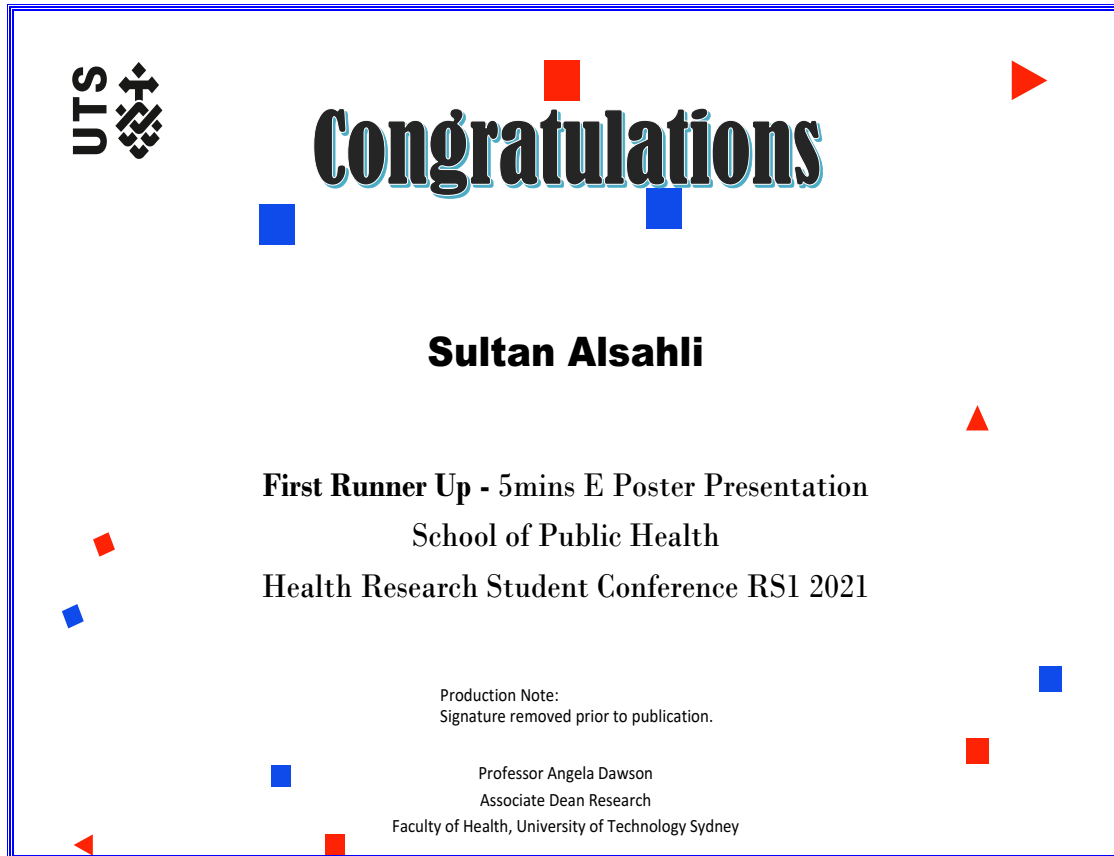 UTS
Congratulations
Sultan Alsahli
First Runner Up - 5mins E Poster Presentation
School of Public Health
Health Research Student Conference RS1 2021
Production Note:
Signature removed prior to publication.
Professor Angela Dawson
Associate Dean Research
Faculty of Health, University of Technology Sydney